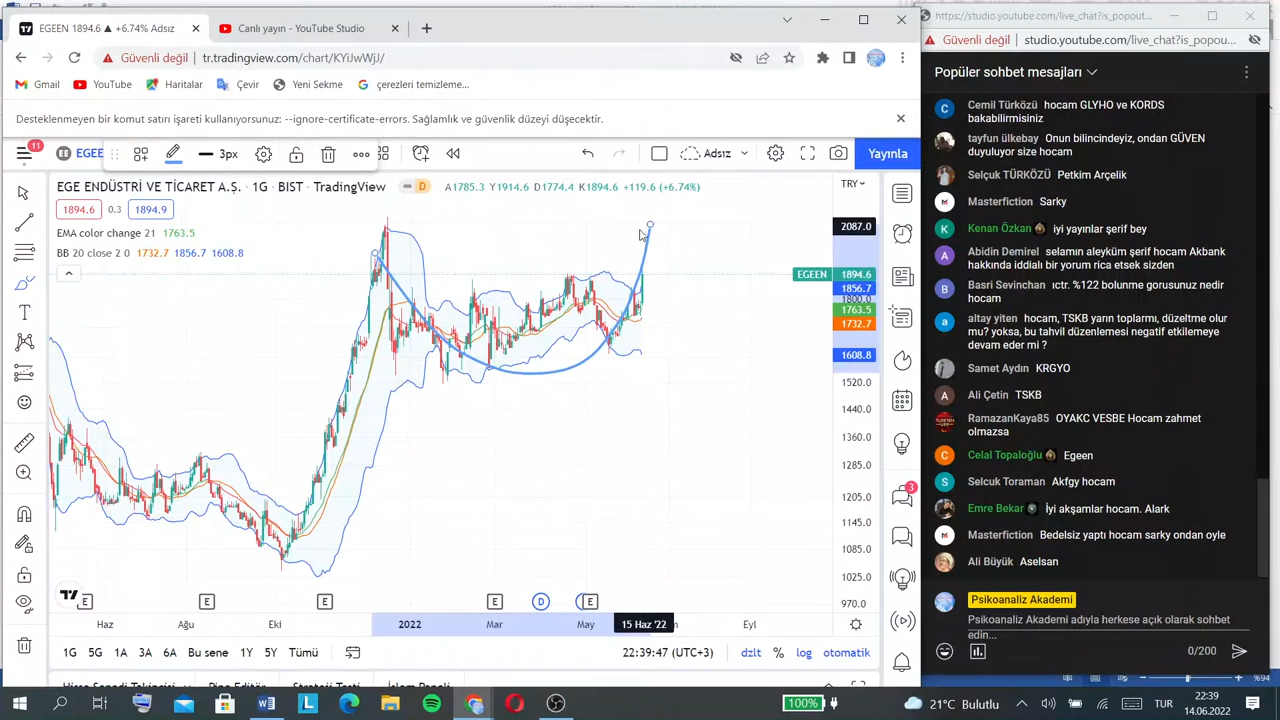 EGEEN 1894.6 ▲ +6.74% Adsız
Canlı yayın - YouTube Studio
Güvenli değil
tr.tradingview.com/chart/KYiJwWjJ/
Gmail
YouTube
Haritalar
Çevir
Yeni Sekme
çerezleri temizleme...
Desteklenmeyen bir komut satırı işareti kullanıyorsunuz: --ignore-certificate-errors. Sağlamlık ve güvenlik düzeyi düşecektir.
11
EE EGEE
3px
Adsız
Yayınla
EGE ENDÜSTRİ VE TİCARET A.Ş. · 1G · BIST · TradingView
D
A1785.3 Y1914.6 D1774.4 K1894.6 +119.6 (+6.74%)
TRY
1894.6
0.3
1894.9
EMA color change 21 1763.5
BB 20 close 2 0 1732.7 1856.7 1608.8
2087.0
EGEEN
1894.6
1856.7
1800.0
1763.5
1732.7
1608.8
1520.0
1440.0
1360.0
1285.0
1205.0
1145.0
1085.0
1025.0
970.0
E
E
E
E
D
E
Haz
Ağu
Eki
2022
Mar
May
15 Haz '22
Eyl
1G
5G
1A
3A
6A
Bu sene
1Y
5Y
Tümü
22:39:47 (UTC+3)
dzlt
%
log
otomatik
3
https://studio.youtube.com/live_chat?is_popout...
Güvenli değil
studio.youtube.com/live_chat?is_popou...
Popüler sohbet mesajları
Cemil Türközü hocam GLYHO ve KORDS
bakabilirmisiniz
tayfun ülkebay Onun bilincindeyiz, ondan GÜVEN
duyuluyor size hocam
Selçuk TÜRKÖZÜ Petkim Arçelik
Masterfiction Sarky
Kenan Özkan iyi yayınlar şerif bey
Abidin Demirel selamın aleyküm şerif hocam Akbank
hakkında iddialı bir yorum rica etsek sizden
Basri Sevinchan ıctr. %122 bolunme gorusunuz nedir
hocam
altay yiten hocam, TSKB yarın toplarmı, düzeltme olur
mu? yoksa, bu tahvil düzenlemesi negatif etkilemeye
devam eder mi ?
Samet Aydın KRGYO
Ali Çetin TSKB
RamazanKaya85 OYAKC VESBE Hocam zahmet
olmazsa
Celal Topaloğlu Egeen
Selcuk Toraman Akfgy hocam
Emre Bekar İyi akşamlar hocam. Alark
Masterfiction Bedelsiz yaptı hocam sarky ondan oyle
Ali Büyük Aselsan
Psikoanaliz Akademi
Psikoanaliz Akademi adıyla herkese açık olarak sohbet
edin...
0/200
%94
100%
21°C Bulutlu
TUR
22:39
14.06.2022